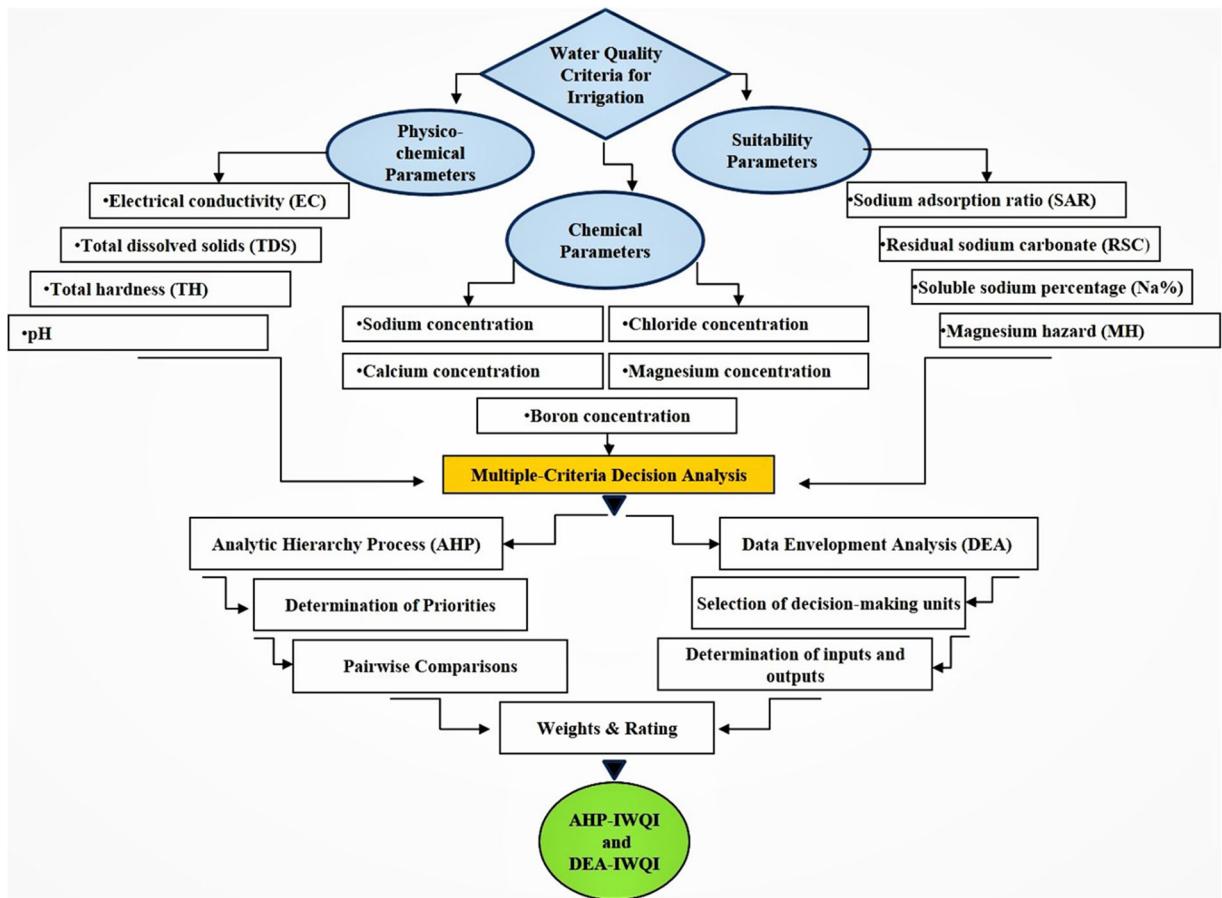 Water Quality
Criteria for
Irrigation
Physico-
chemical
Parameters
Suitability
Parameters
•Electrical conductivity (EC)
•Total dissolved solids (TDS)
•Total hardness (TH)
•pH
Chemical
Parameters
•Sodium concentration
•Chloride concentration
•Calcium concentration
•Magnesium concentration
•Boron concentration
•Sodium adsorption ratio (SAR)
•Residual sodium carbonate (RSC)
•Soluble sodium percentage (Na%)
•Magnesium hazard (MH)
Multiple-Criteria Decision Analysis
Analytic Hierarchy Process (AHP)
Determination of Priorities
Pairwise Comparisons
Data Envelopment Analysis (DEA)
Selection of decision-making units
Determination of inputs and
outputs
Weights & Rating
AHP-IWQI
and
DEA-IWQI